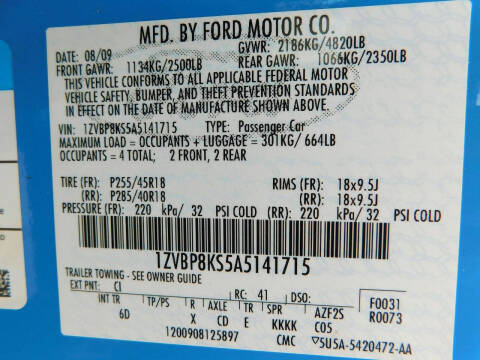 MFD. BY FORD MOTOR CO.
DATE: 08/09 GVWR: 2186KG/4820LB
FRONT GAWR: 1134KG/2500LB REAR GAWR: 1066KG/2350LB
THIS VEHICLE CONFORMS TO ALL APPLICABLE FEDERAL MOTOR
VEHICLE SAFETY, BUMPER, AND THEFT PREVENTION STANDARDS
IN EFFECT ON THE DATE OF MANUFACTURE SHOWN ABOVE.
VIN: 1ZVBP8KS5A5141715 TYPE: Passenger Car
MAXIMUM LOAD = OCCUPANTS + LUGGAGE = 301KG/ 664LB
OCCUPANTS = 4 TOTAL; 2 FRONT, 2 REAR
TIRE (FR): P255/45R18 RIMS (FR): 18x9.5J
(RR): P285/40R18 (RR): 18x9.5J
PRESSURE (FR): 220 kPa/ 32 PSI COLD (RR): 220 kPa/ 32 PSI COLD
1ZVBP8KS5A5141715
TRAILER TOWING - SEE OWNER GUIDE
EXT PNT: CI RC: 41 DSO: F0031
INT TR TP/PS R AXLE TR SPR AZF2S R0073
6D X CD E KKKK C05
1200908125897 CMC ▽SU5A-5420472-AA